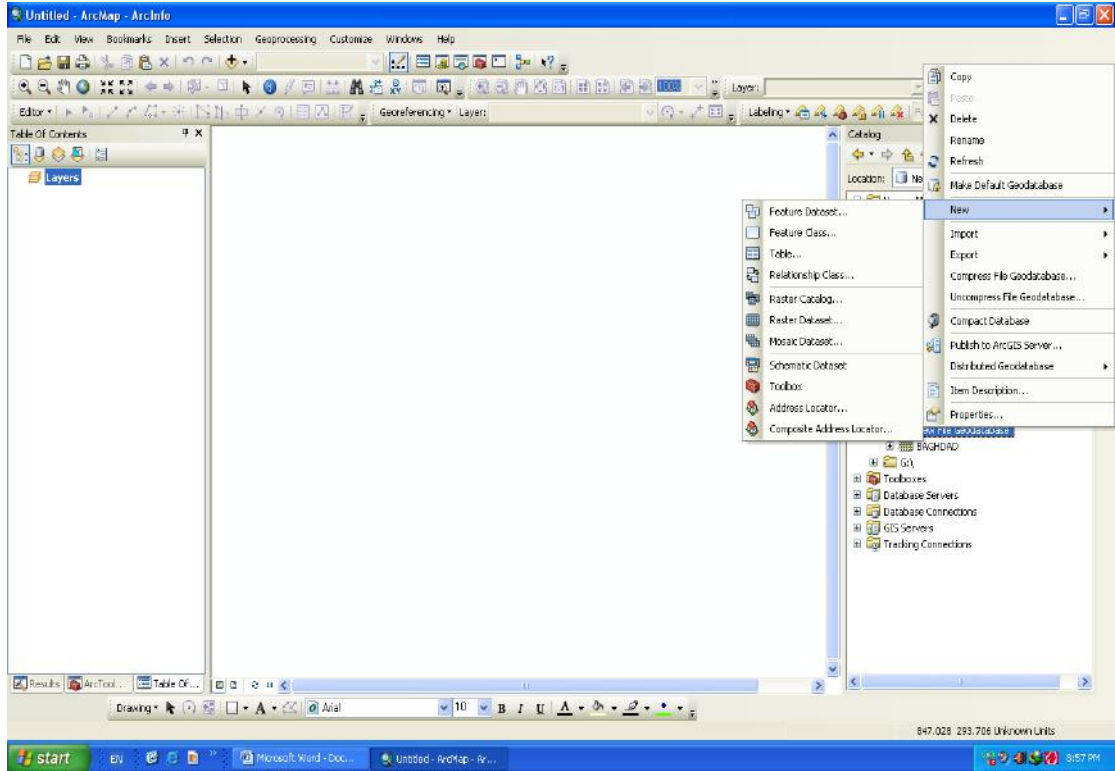 Untitled - ArcMap - ArcInfo
File Edit View Bookmarks Insert Selection Geoprocessing Customize Windows Help
100%
Layer:
Editor
Georeferencing Layer:
Labeling
Table Of Contents
Layers
Catalog
Location:
Copy
Paste
Delete
Rename
Refresh
Make Default Geodatabase
New
Import
Export
Compress File Geodatabase...
Uncompress File Geodatabase...
Compact Database
Publish to ArcGIS Server...
Distributed Geodatabase
Item Description...
Properties...
Feature Dataset...
Feature Class...
Table...
Relationship Class...
Raster Catalog...
Raster Dataset...
Mosaic Dataset...
Schematic Dataset
Toolbox
Address Locator...
Composite Address Locator...
File Geodatabase
BAGHDAD
G:\
Toolboxes
Database Servers
Database Connections
GIS Servers
Tracking Connections
Results ArcTool... Table Of...
Drawing A Arial 10 B I U A
847.028 293.706 Unknown Units
start EN Microsoft Word - Doc... Untitled - ArcMap - Ar... 8:57 PM